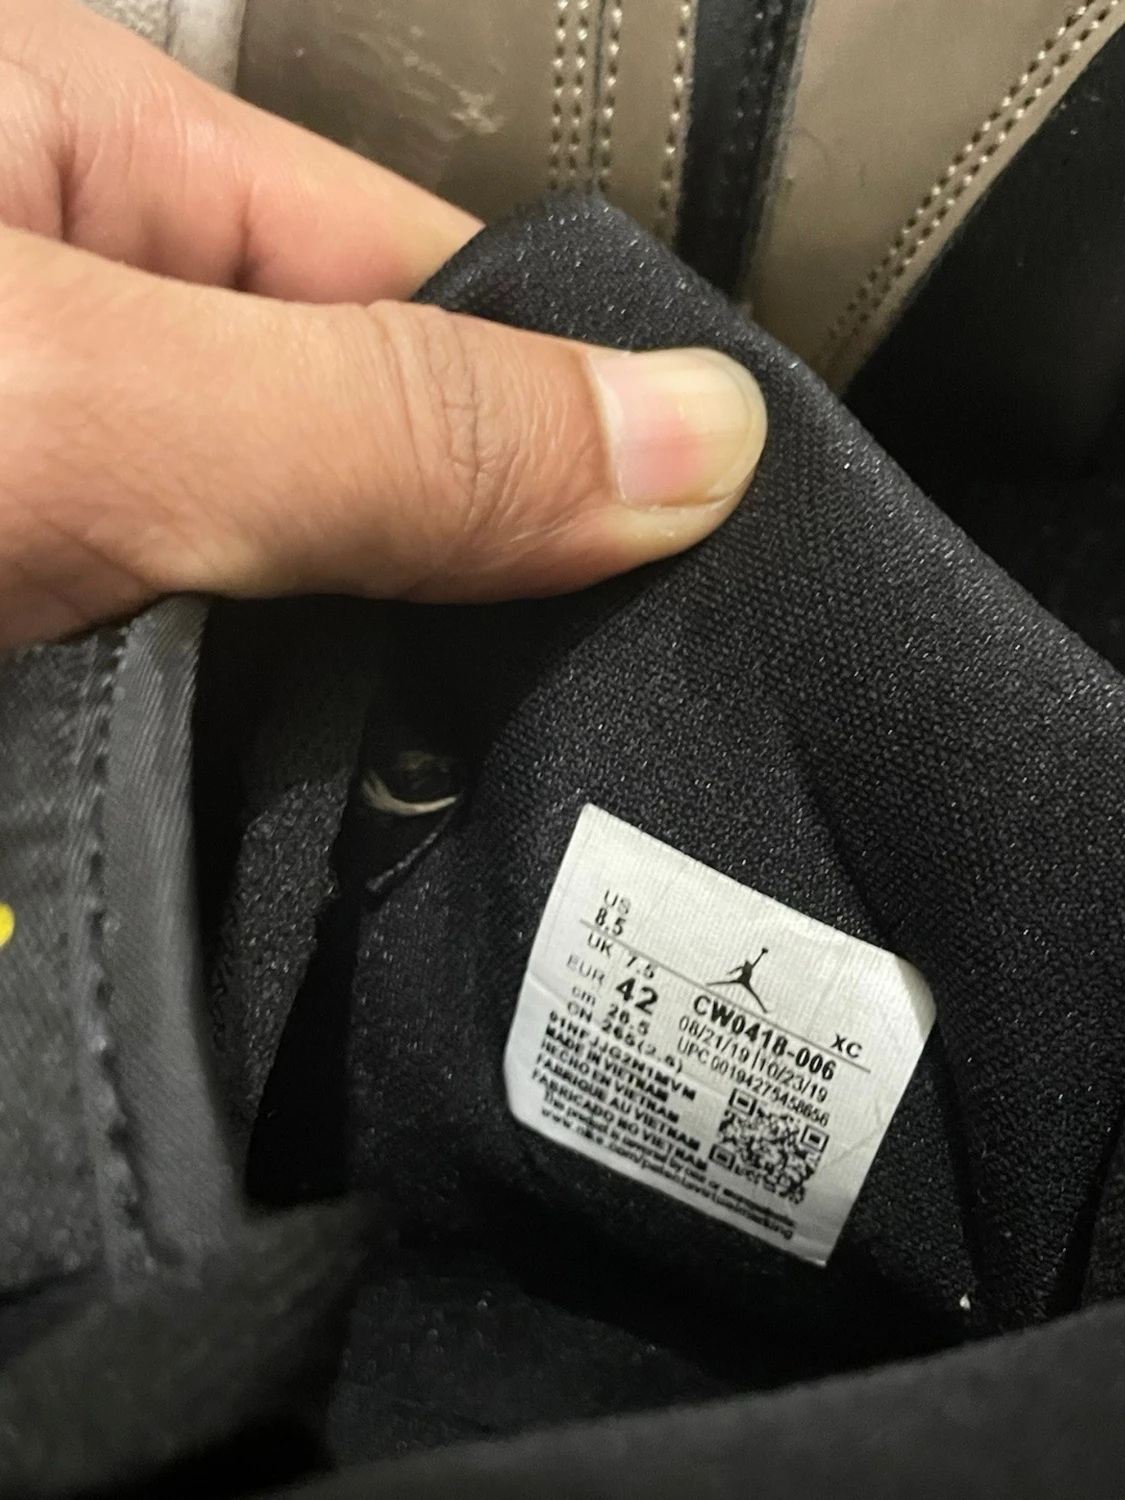 US
8.5
UK 7.5
EUR 42
cm 26.5
CN 265(2.5)
CW0418-006
XC
08/21/19 10/23/19
UPC 00194275458656
MADE IN VIETNAM
HECHO EN VIETNAM
FABRIQUE AU VIETNAM
FABRICADO NO VIETNAM